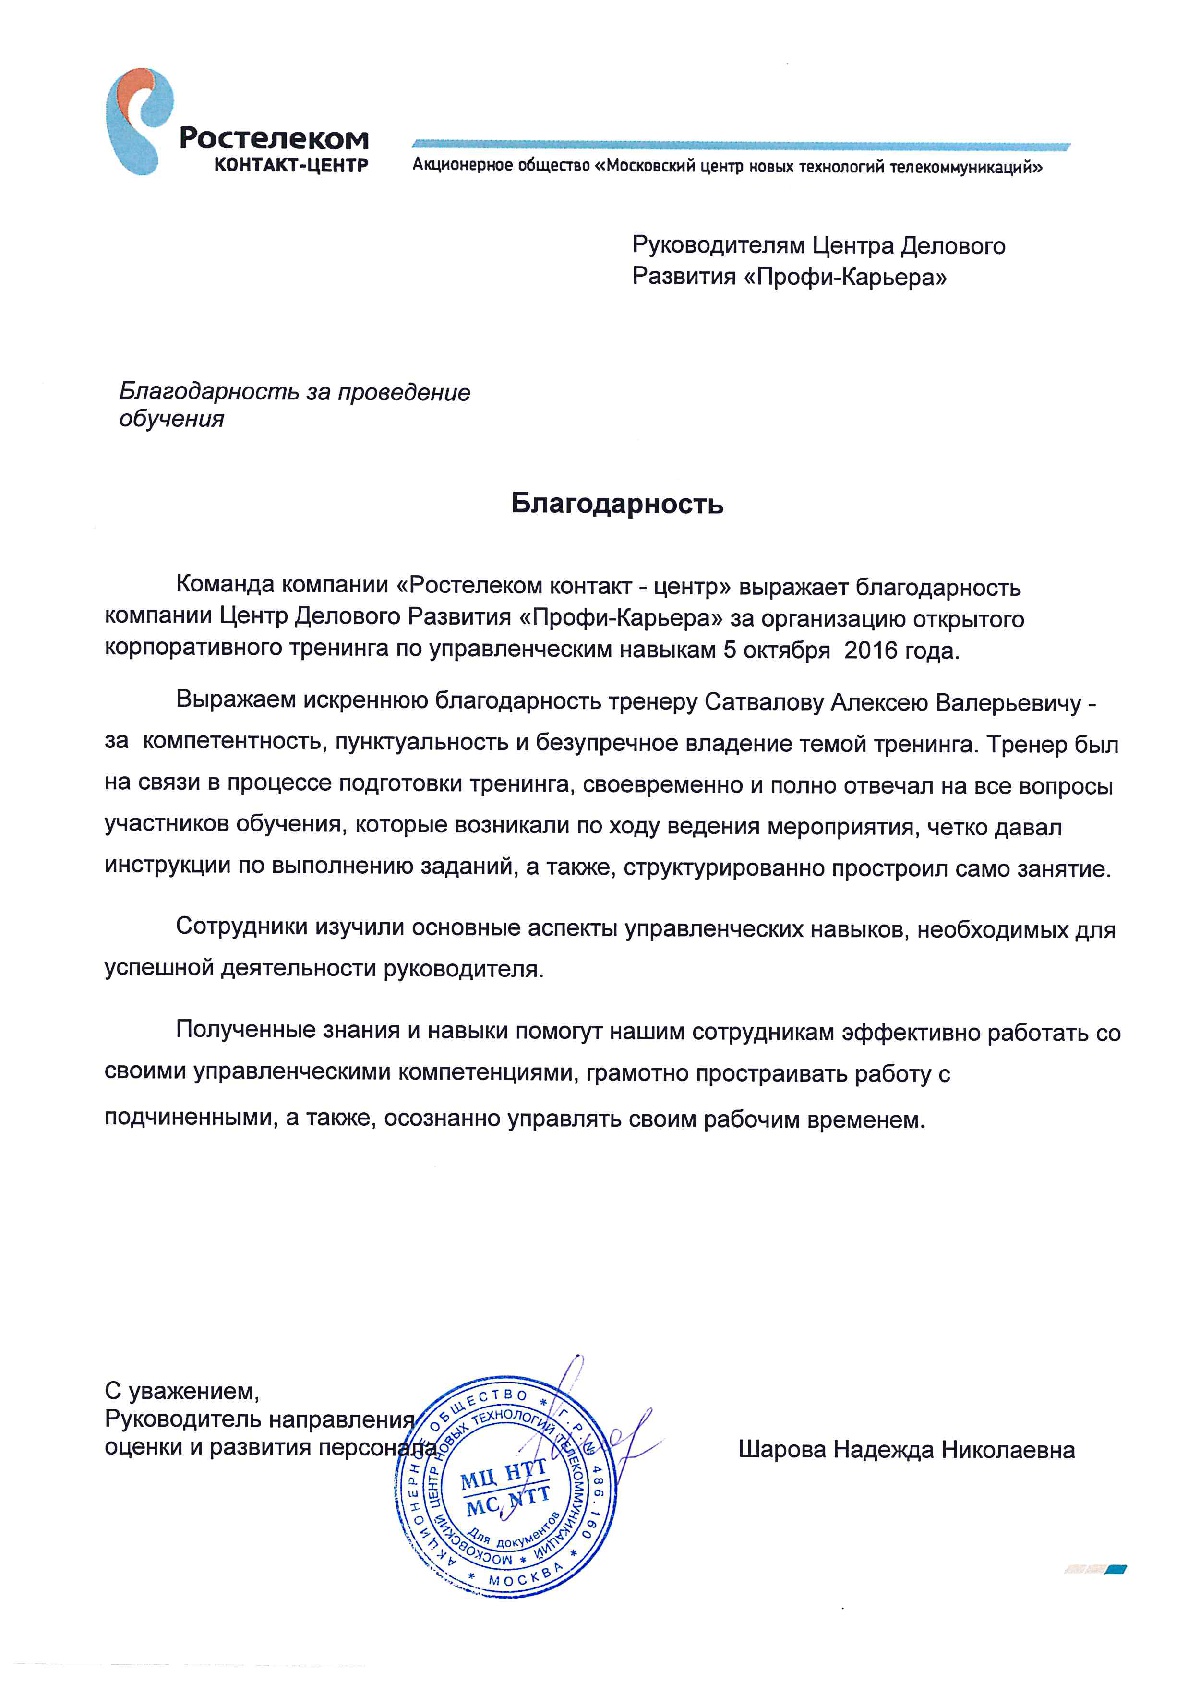 Ростелеком
КОНТАКТ-ЦЕНТР
Акционерное общество «Московский центр новых технологий телекоммуникаций»
Руководителям Центра Делового
Развития «Профи-Карьера»
Благодарность за проведение
обучения
Благодарность
Команда компании «Ростелеком контакт - центр» выражает благодарность
компании Центр Делового Развития «Профи-Карьера» за организацию открытого
корпоративного тренинга по управленческим навыкам 5 октября  2016 года.
Выражаем искреннюю благодарность тренеру Сатвалову Алексею Валерьевичу -
за  компетентность, пунктуальность и безупречное владение темой тренинга. Тренер был
на связи в процессе подготовки тренинга, своевременно и полно отвечал на все вопросы
участников обучения, которые возникали по ходу ведения мероприятия, четко давал
инструкции по выполнению заданий, а также, структурированно простроил само занятие.
Сотрудники изучили основные аспекты управленческих навыков, необходимых для
успешной деятельности руководителя.
Полученные знания и навыки помогут нашим сотрудникам эффективно работать со
своими управленческими компетенциями, грамотно простраивать работу с
подчиненными, а также, осознанно управлять своим рабочим временем.
С уважением,
Руководитель направления
оценки и развития персонала
Шарова Надежда Николаевна
АКЦИОНЕРНОЕ ОБЩЕСТВО * Г.Р.№ 486.160 * МОСКВА *
МОСКОВСКИЙ ЦЕНТР НОВЫХ ТЕХНОЛОГИЙ ТЕЛЕКОММУНИКАЦИЙ *
МЦ НТТ
MC NTT
Для документов